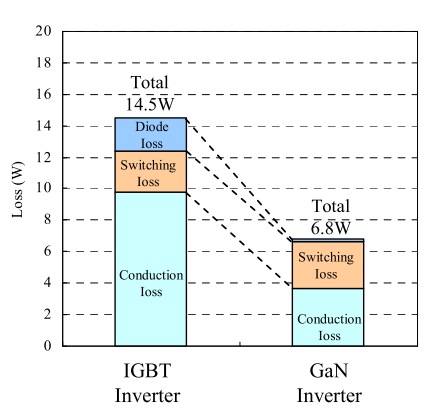 20
18
16
14
12
10
8
6
4
2
0
Loss (W)
Total
14.5W
Diode
loss
Switching
loss
Conduction
loss
Total
6.8W
Switching
loss
Conduction
loss
IGBT
Inverter
GaN
Inverter